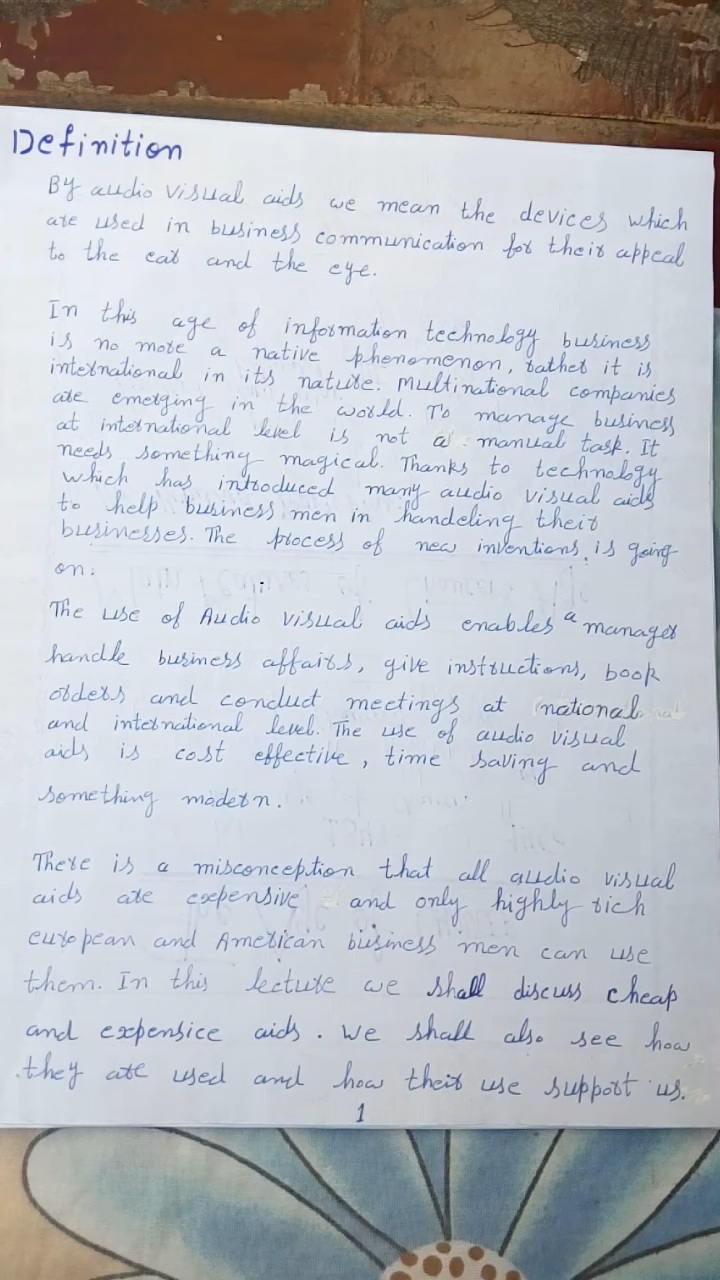 Definition
By audio visual aids we mean the devices which
are used in business communication for their appeal
to the ear and the eye.
In this age of information technology business
is no more a native phenomenon, rather it is
international in its nature. Multinational companies
are emerging in the world. To manage business
at international level is not a manual task. It
needs something magical. Thanks to technology
which has introduced many audio visual aids
to help business men in handeling their
businesses. The process of new inventions is going
on.
The use of Audio visual aids enables a manager
handle business affairs, give instructions, book
orders and conduct meetings at national
and international level. The use of audio visual
aids is cost effective, time saving and
something modern.
There is a misconception that all audio visual
aids are expensive and only highly rich
european and American business men can use
them. In this lecture we shall discuss cheap
and expensice aids. We shall also see how
they are used and how their use support us.
1